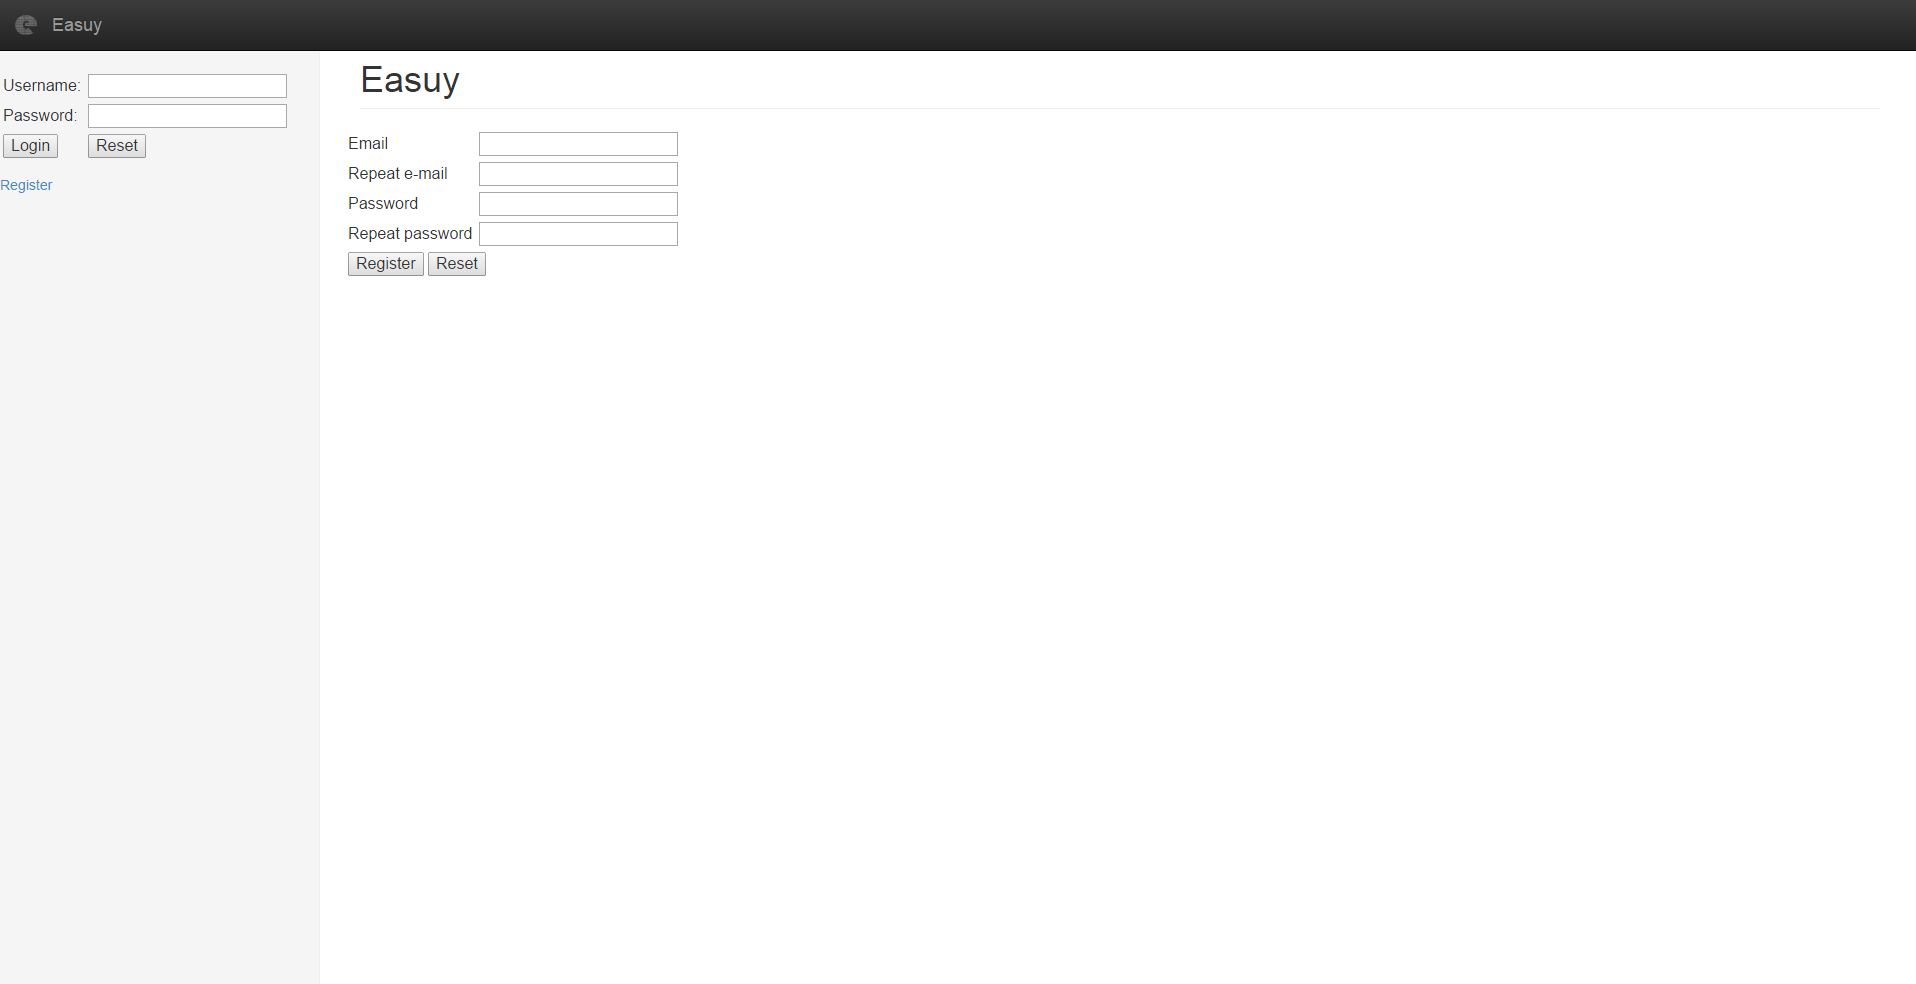 Easuy
Username:
Password:
Login Reset
Register
Easuy
Email
Repeat e-mail
Password
Repeat password
Register Reset